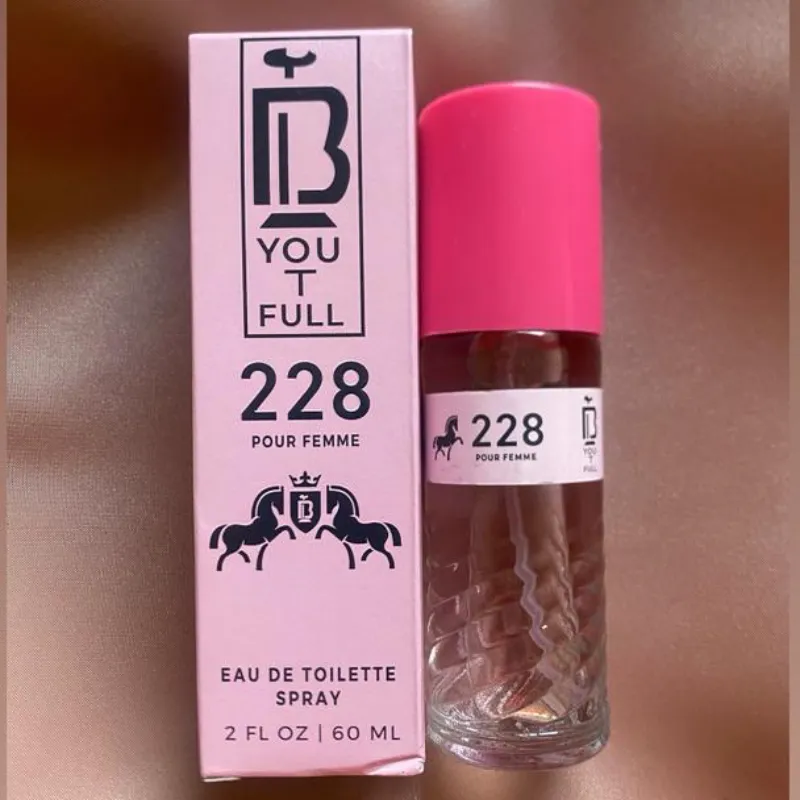 B
YOU
T
FULL
228
POUR FEMME
B
EAU DE TOILETTE
SPRAY
2 FL OZ | 60 ML
228
POUR FEMME
B
YOU
T
FULL